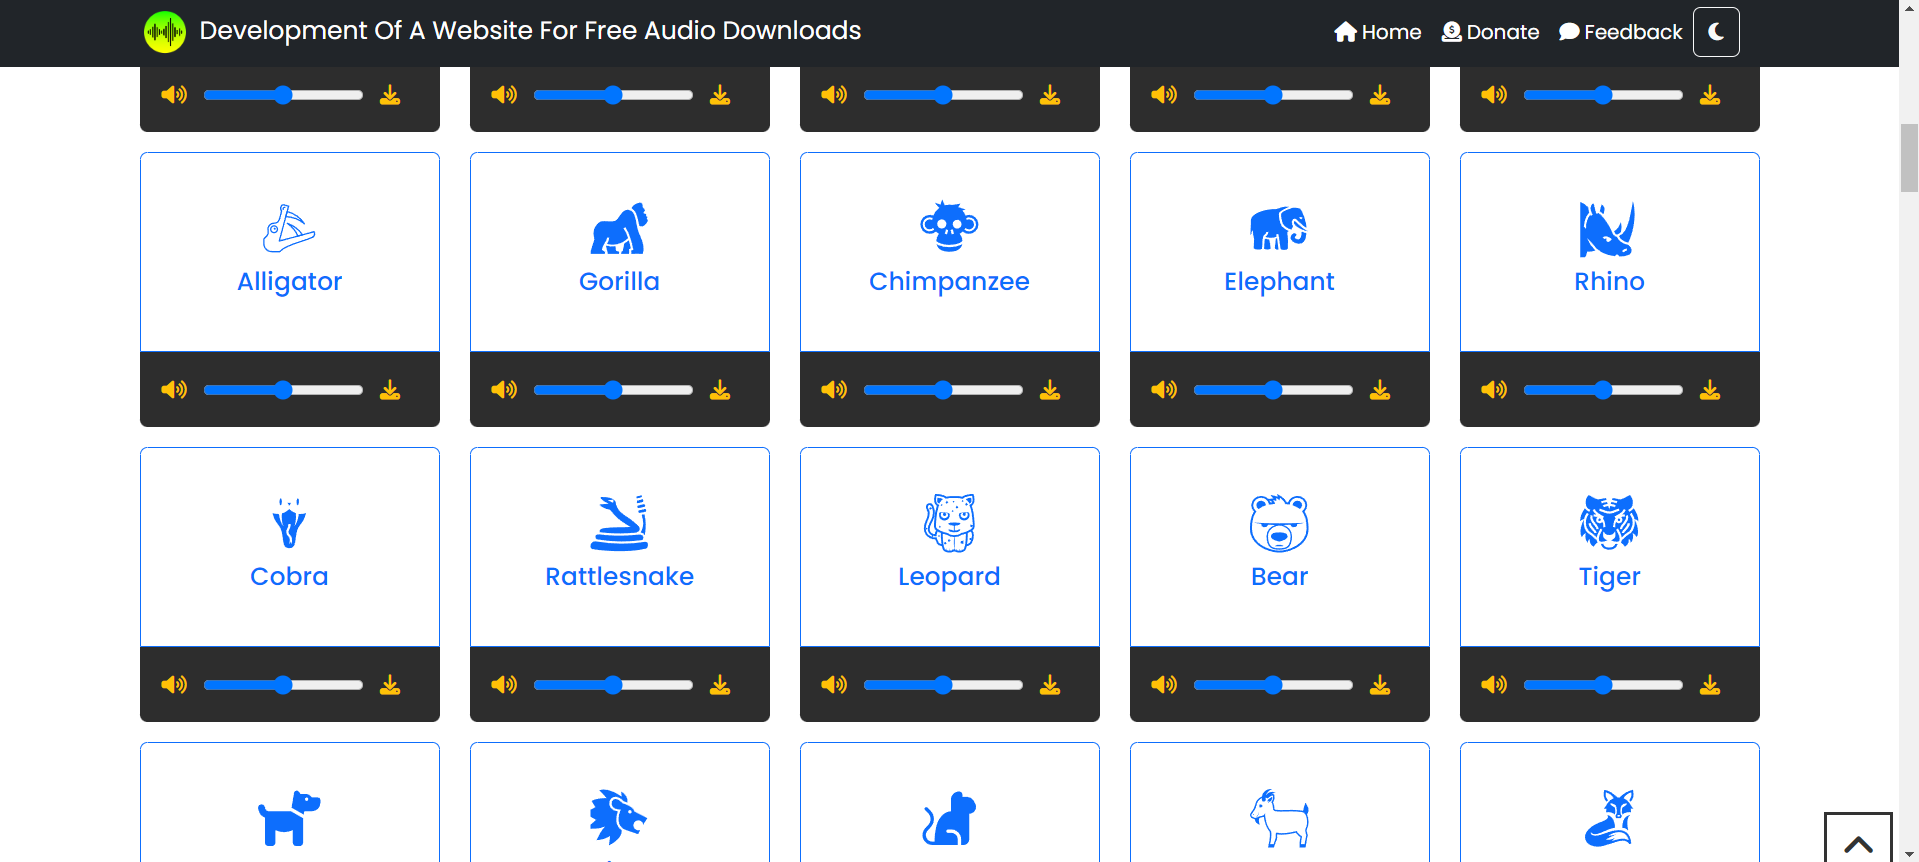 Development Of A Website For Free Audio Downloads
Home Donate Feedback
Alligator Gorilla Chimpanzee Elephant Rhino
Cobra Rattlesnake Leopard Bear Tiger